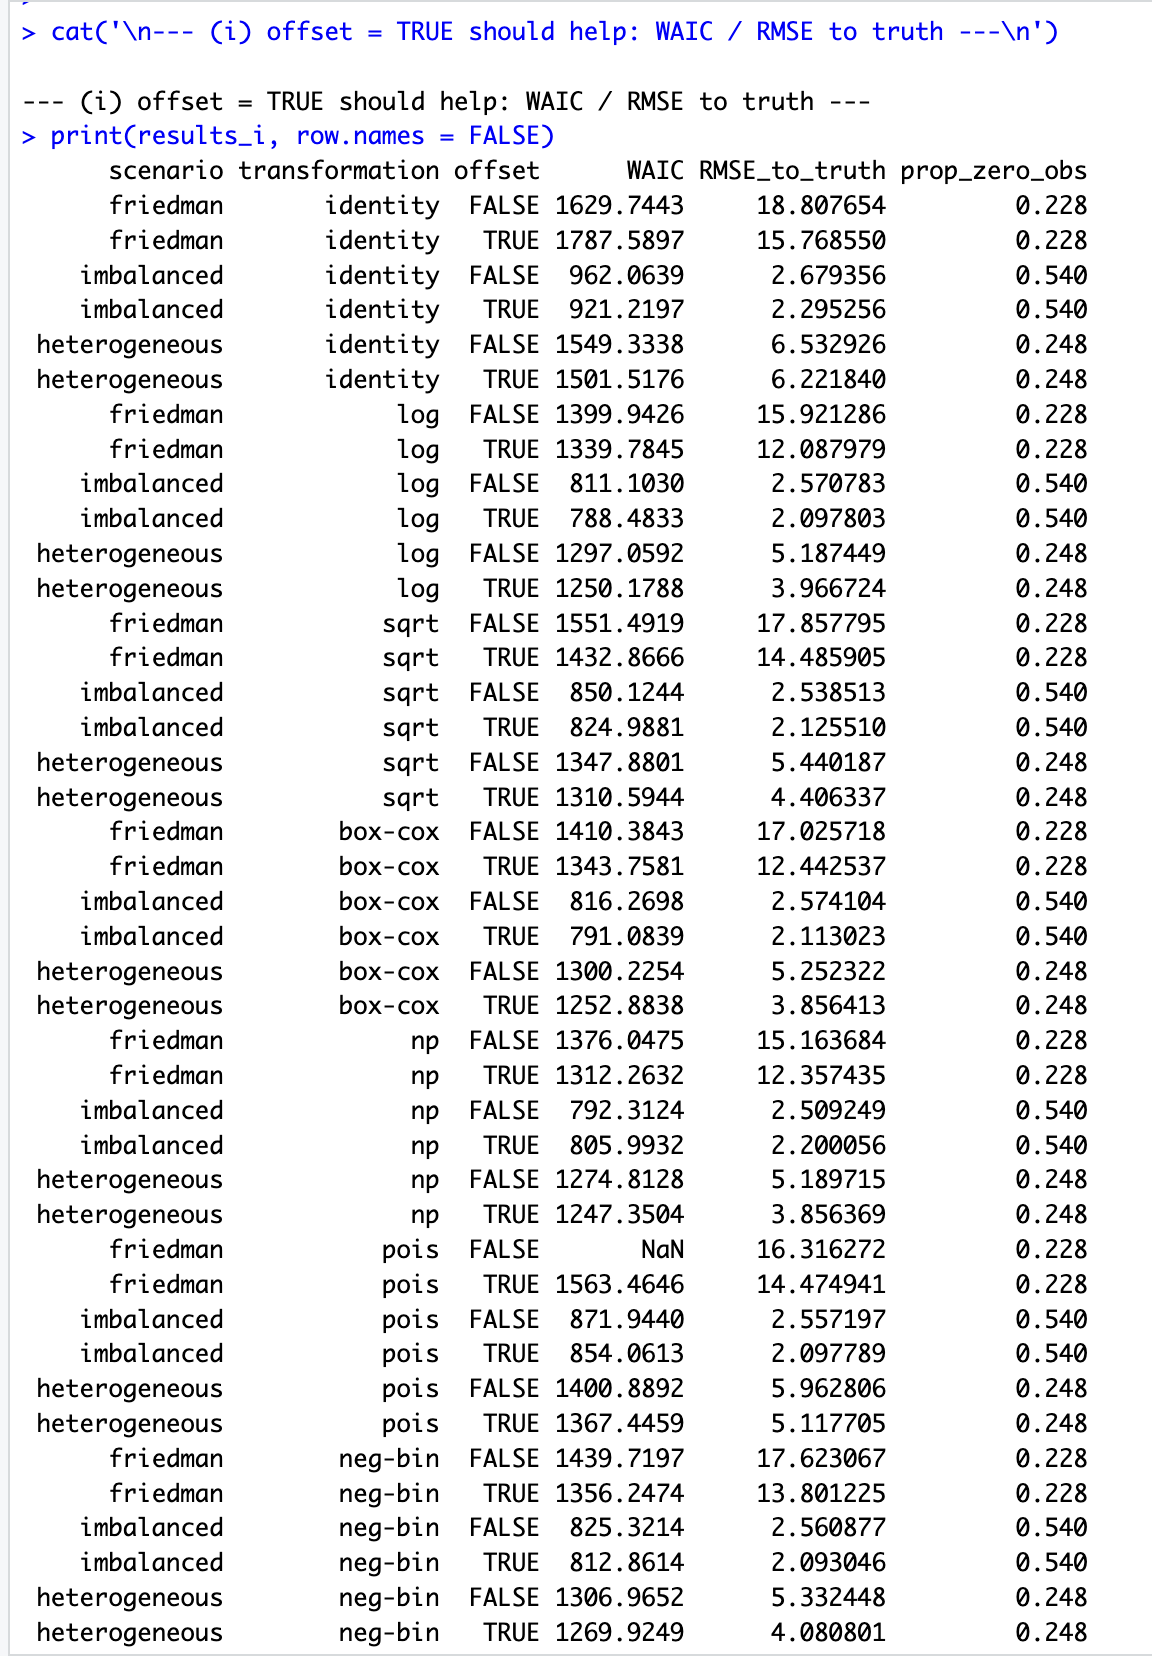 > cat('\n--- (i) offset = TRUE should help: WAIC / RMSE to truth ---\n')
--- (i) offset = TRUE should help: WAIC / RMSE to truth ---
> print(results_i, row.names = FALSE)
scenario transformation offset WAIC RMSE_to_truth prop_zero_obs
friedman identity FALSE 1629.7443 18.807654 0.228
friedman identity TRUE 1787.5897 15.768550 0.228
imbalanced identity FALSE 962.0639 2.679356 0.540
imbalanced identity TRUE 921.2197 2.295256 0.540
heterogeneous identity FALSE 1549.3338 6.532926 0.248
heterogeneous identity TRUE 1501.5176 6.221840 0.248
friedman log FALSE 1399.9426 15.921286 0.228
friedman log TRUE 1339.7845 12.087979 0.228
imbalanced log FALSE 811.1030 2.570783 0.540
imbalanced log TRUE 788.4833 2.097803 0.540
heterogeneous log FALSE 1297.0592 5.187449 0.248
heterogeneous log TRUE 1250.1788 3.966724 0.248
friedman sqrt FALSE 1551.4919 17.857795 0.228
friedman sqrt TRUE 1432.8666 14.485905 0.228
imbalanced sqrt FALSE 850.1244 2.538513 0.540
imbalanced sqrt TRUE 824.9881 2.125510 0.540
heterogeneous sqrt FALSE 1347.8801 5.440187 0.248
heterogeneous sqrt TRUE 1310.5944 4.406337 0.248
friedman box-cox FALSE 1410.3843 17.025718 0.228
friedman box-cox TRUE 1343.7581 12.442537 0.228
imbalanced box-cox FALSE 816.2698 2.574104 0.540
imbalanced box-cox TRUE 791.0839 2.113023 0.540
heterogeneous box-cox FALSE 1300.2254 5.252322 0.248
heterogeneous box-cox TRUE 1252.8838 3.856413 0.248
friedman np FALSE 1376.0475 15.163684 0.228
friedman np TRUE 1312.2632 12.357435 0.228
imbalanced np FALSE 792.3124 2.509249 0.540
imbalanced np TRUE 805.9932 2.200056 0.540
heterogeneous np FALSE 1274.8128 5.189715 0.248
heterogeneous np TRUE 1247.3504 3.856369 0.248
friedman pois FALSE NaN 16.316272 0.228
friedman pois TRUE 1563.4646 14.474941 0.228
imbalanced pois FALSE 871.9440 2.557197 0.540
imbalanced pois TRUE 854.0613 2.097789 0.540
heterogeneous pois FALSE 1400.8892 5.962806 0.248
heterogeneous pois TRUE 1367.4459 5.117705 0.248
friedman neg-bin FALSE 1439.7197 17.623067 0.228
friedman neg-bin TRUE 1356.2474 13.801225 0.228
imbalanced neg-bin FALSE 825.3214 2.560877 0.540
imbalanced neg-bin TRUE 812.8614 2.093046 0.540
heterogeneous neg-bin FALSE 1306.9652 5.332448 0.248
heterogeneous neg-bin TRUE 1269.9249 4.080801 0.248